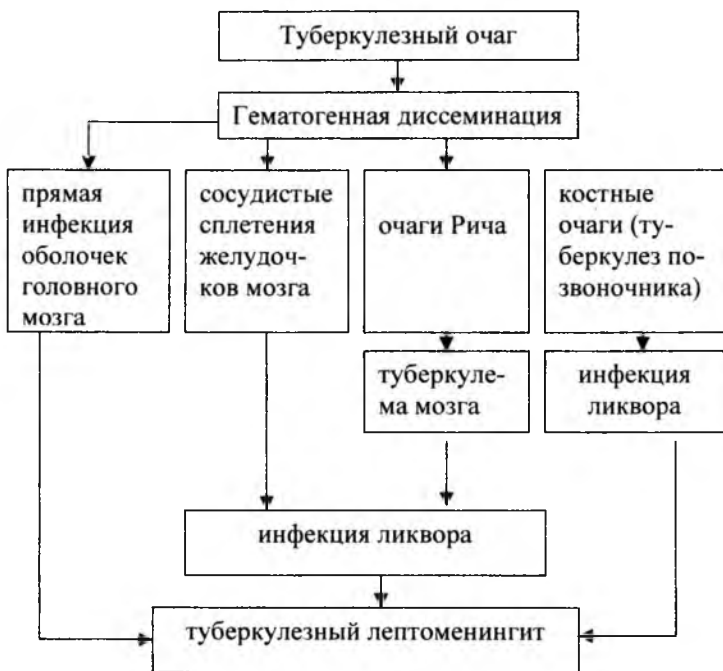 Туберкулезный очаг
Гематогенная диссеминация
прямая
инфекция
оболочек
головного
мозга
сосудистые
сплетения
желудоч-
ков мозга
очаги Рича
костные
очаги (ту-
беркулез по-
звоночника)
туберкуле-
ма мозга
инфекция
ликвора
инфекция ликвора
туберкулезный лептоменингит